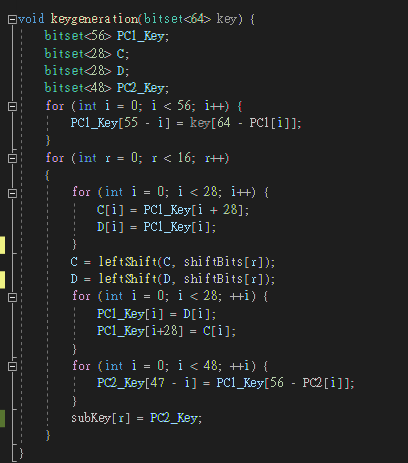 void keygeneration(bitset<64> key) {
    bitset<56> PC1_Key;
    bitset<28> C;
    bitset<28> D;
    bitset<48> PC2_Key;
    for (int i = 0; i < 56; i++) {
        PC1_Key[55 - i] = key[64 - PC1[i]];
    }
    for (int r = 0; r < 16; r++)
    {
        for (int i = 0; i < 28; i++) {
            C[i] = PC1_Key[i + 28];
            D[i] = PC1_Key[i];
        }
        C = leftShift(C, shiftBits[r]);
        D = leftShift(D, shiftBits[r]);
        for (int i = 0; i < 28; ++i) {
            PC1_Key[i] = D[i];
            PC1_Key[i+28] = C[i];
        }
        for (int i = 0; i < 48; ++i) {
            PC2_Key[47 - i] = PC1_Key[56 - PC2[i]];
        }
        subKey[r] = PC2_Key;
    }
}